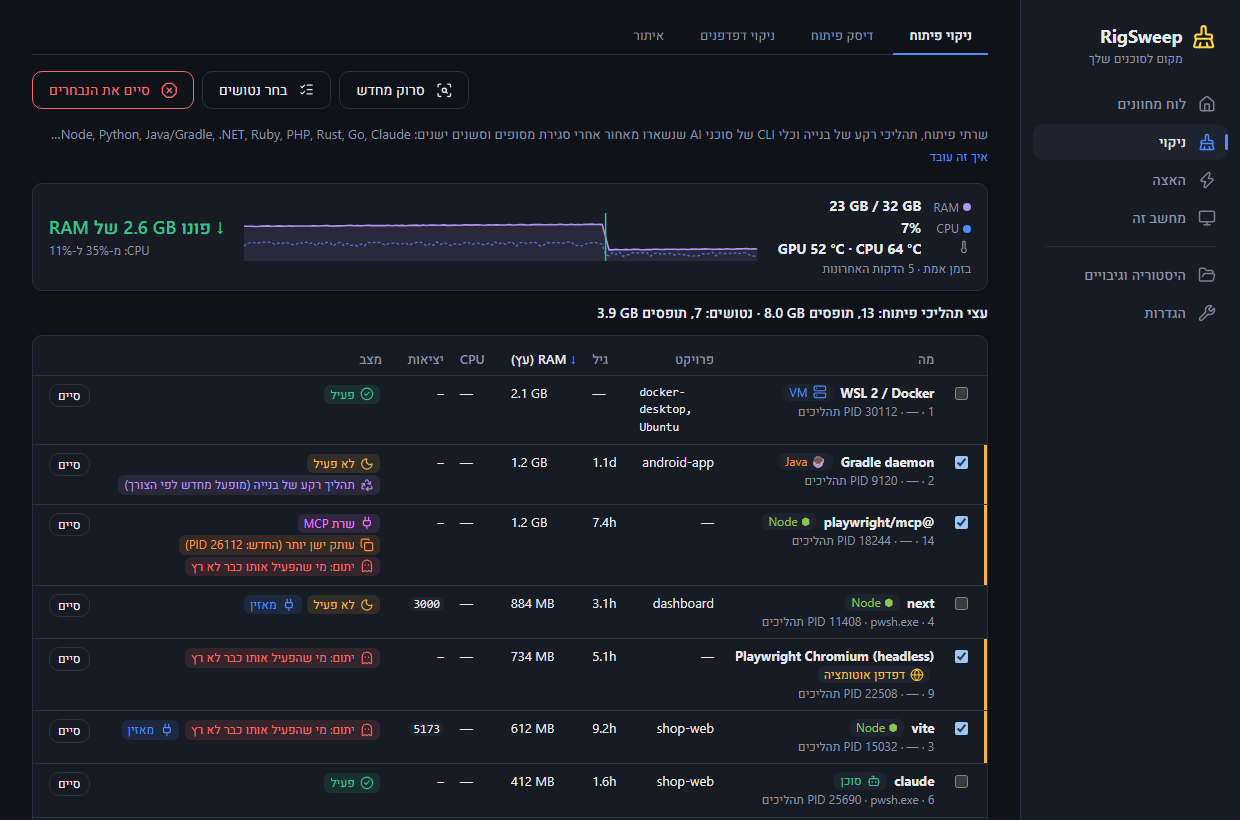 RigSweep
מקום לסוכנים שלך
לוח מחוונים
ניקוי
האצה
מחשב זה
היסטוריה וגיבויים
הגדרות
ניקוי פיתוח דיסק פיתוח ניקוי דפדפנים איתור
סרוק מחדש בחר נטושים סיים את הנבחרים
שרתי פיתוח, תהליכי רקע של בנייה וכלי CLI של סוכני AI שנשארו מאחור אחרי סגירת מסופים וסשנים ישנים: Node, Python, Java/Gradle, .NET, Ruby, PHP, Rust, Go, Claude…
איך זה עובד
RAM 23 GB / 32 GB
CPU 7%
GPU 52 °C · CPU 64 °C
בזמן אמת · 5 הדקות האחרונות
↓ פונו 2.6 GB של RAM
CPU: מ-35% ל-11%
עצי תהליכי פיתוח: 13, תופסים 8.0 GB · נטושים: 7, תופסים 3.9 GB
מה פרויקט גיל RAM (עץ) ↓ CPU יציאות מצב
WSL 2 / Docker VM docker-desktop, Ubuntu — 2.1 GB — – פעיל סיים
PID 30112 · — · 1 תהליכים
Gradle daemon Java android-app 1.1d 1.2 GB — – לא פעיל סיים
תהליך רקע של בנייה (מופעל מחדש לפי הצורך)
PID 9120 · — · 2 תהליכים
playwright/mcp@ Node — 7.4h 1.2 GB — – שרת MCP סיים
עותק ישן יותר (החדש: PID 26112)
יתום: מי שהפעיל אותו כבר לא רץ
PID 18244 · — · 14 תהליכים
next Node dashboard 3.1h 884 MB — 3000 לא פעיל מאזין סיים
PID 11408 · pwsh.exe · 4 תהליכים
Playwright Chromium (headless) — 5.1h 734 MB — – יתום: מי שהפעיל אותו כבר לא רץ סיים
דפדפן אוטומציה
PID 22508 · — · 9 תהליכים
vite Node shop-web 9.2h 612 MB — 5173 יתום: מי שהפעיל אותו כבר לא רץ מאזין סיים
PID 15032 · — · 3 תהליכים
claude סוכן shop-web 1.6h 412 MB — – פעיל סיים
PID 25690 · pwsh.exe · 6 תהליכים